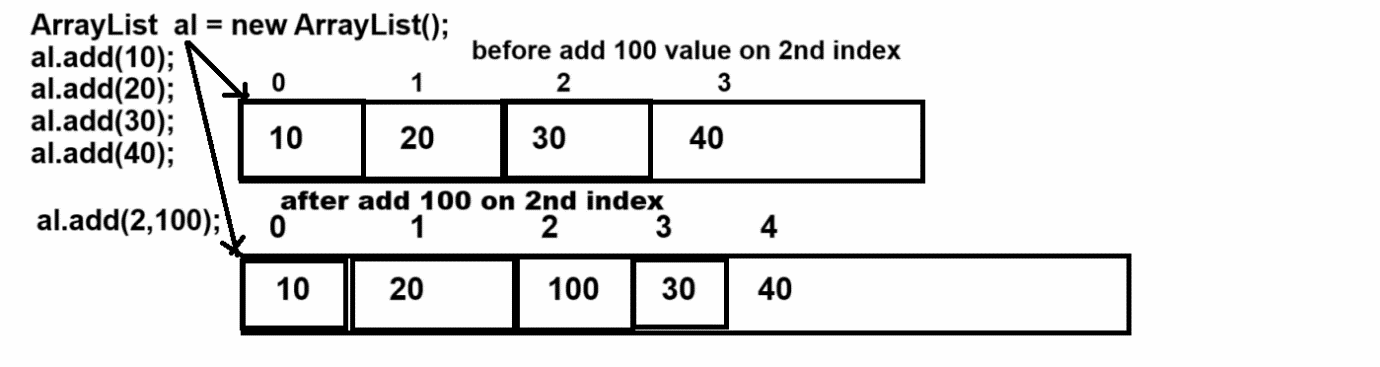 ArrayList al = new ArrayList();
al.add(10);
al.add(20);
al.add(30);
al.add(40);
before add 100 value on 2nd index
0 1 2 3
10 20 30 40
after add 100 on 2nd index
al.add(2,100);
0 1 2 3 4
10 20 100 30 40